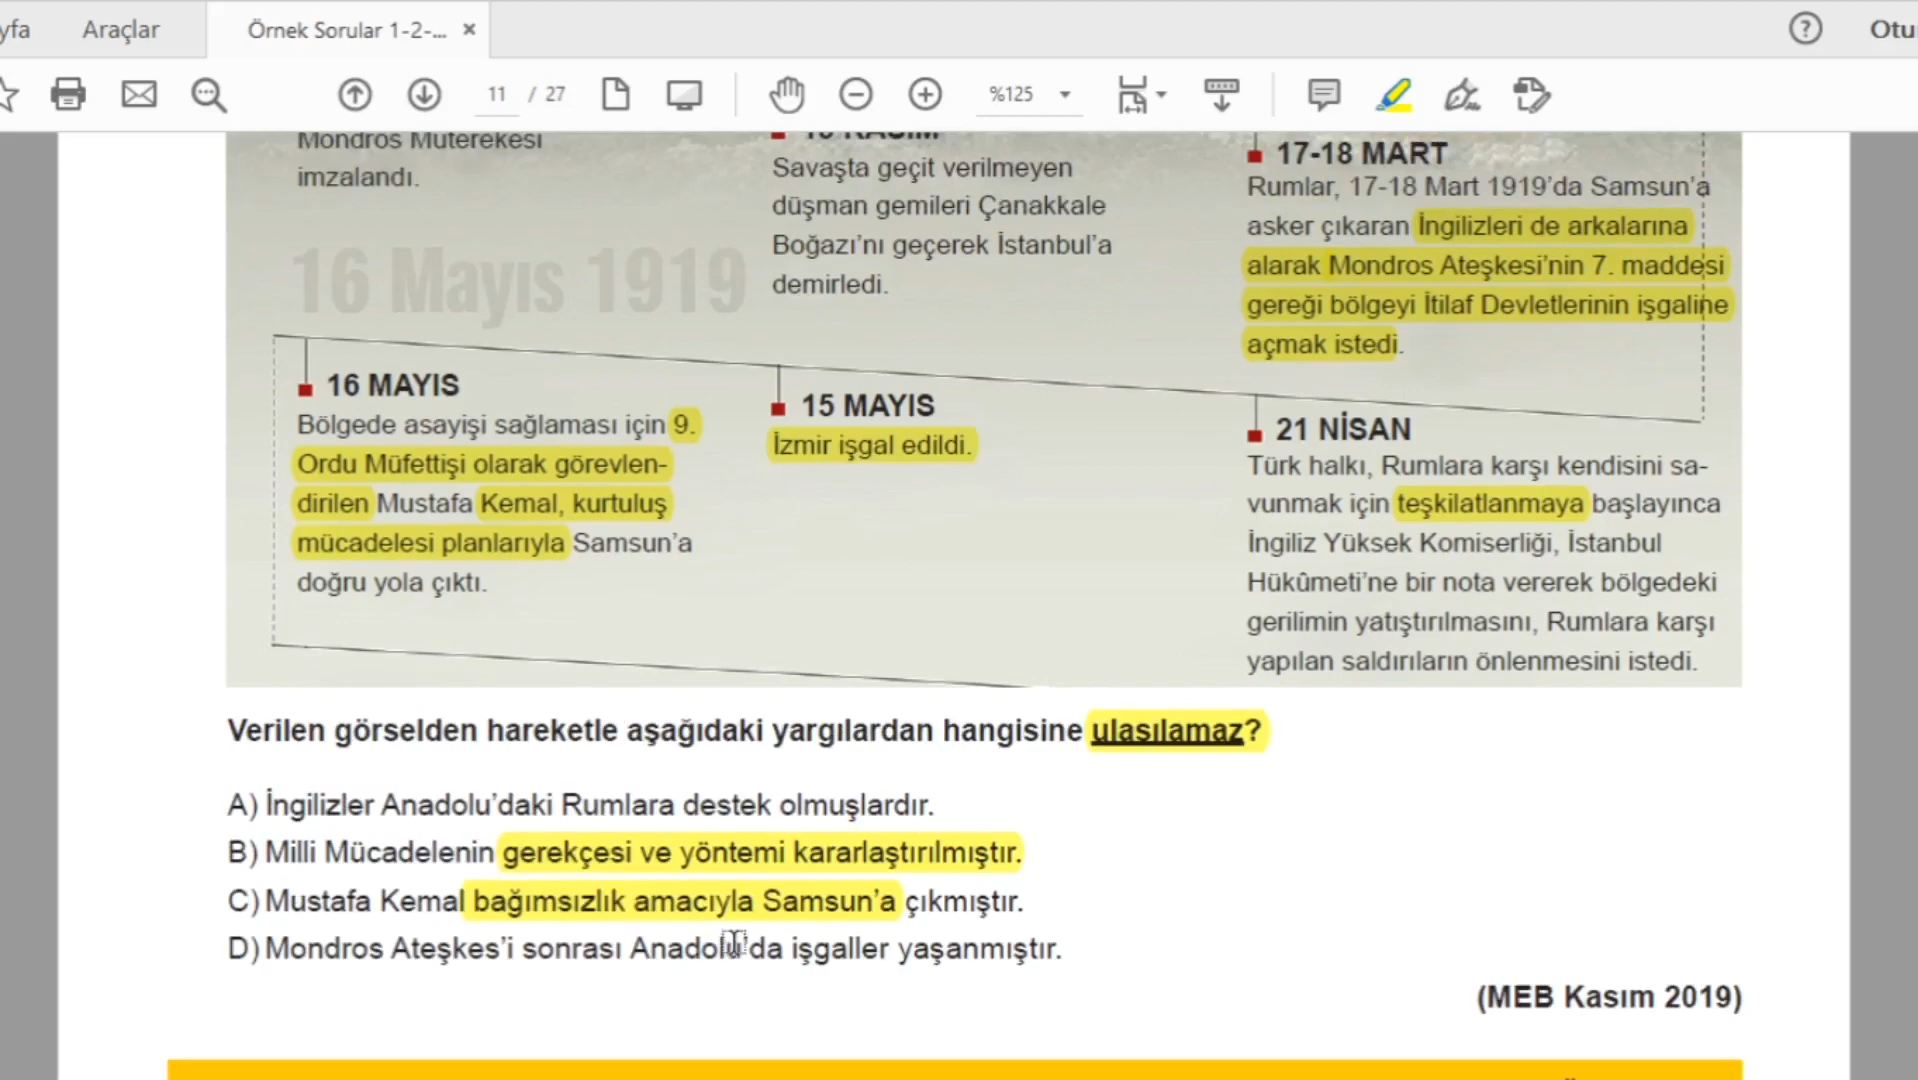 yfa
Araçlar
Örnek Sorular 1-2-... ×
?
Otu
11 / 27
%125
Mondros Müterekesi
imzalandı.
KASIM
Savaşta geçit verilmeyen
düşman gemileri Çanakkale
Boğazı’nı geçerek İstanbul’a
demirledi.
17-18 MART
Rumlar, 17-18 Mart 1919’da Samsun’a
asker çıkaran İngilizleri de arkalarına
alarak Mondros Ateşkesi’nin 7. maddesi
gereği bölgeyi İtilaf Devletlerinin işgaline
açmak istedi.
16 Mayıs 1919
16 MAYIS
Bölgede asayişi sağlaması için 9.
Ordu Müfettişi olarak görevlen-
dirilen Mustafa Kemal, kurtuluş
mücadelesi planlarıyla Samsun’a
doğru yola çıktı.
15 MAYIS
İzmir işgal edildi.
21 NİSAN
Türk halkı, Rumlara karşı kendisini sa-
vunmak için teşkilatlanmaya başlayınca
İngiliz Yüksek Komiserliği, İstanbul
Hükûmeti’ne bir nota vererek bölgedeki
gerilimin yatıştırılmasını, Rumlara karşı
yapılan saldırıların önlenmesini istedi.
Verilen görselden hareketle aşağıdaki yargılardan hangisine ulaşılamaz?
A) İngilizler Anadolu’daki Rumlara destek olmuşlardır.
B) Milli Mücadelenin gerekçesi ve yöntemi kararlaştırılmıştır.
C) Mustafa Kemal bağımsızlık amacıyla Samsun’a çıkmıştır.
D) Mondros Ateşkes’i sonrası Anadolu’da işgaller yaşanmıştır.
(MEB Kasım 2019)